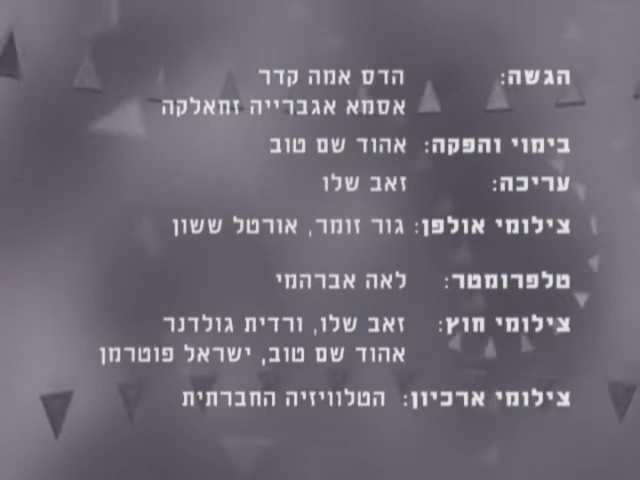 הגשה: הדס אמה קדר
אסמא אגברייה זחאלקה
בימוי והפקה: אהוד שם טוב
עריכה: זאב שלו
צילומי אולפן: גור זומר, אורטל ששון
טלפרומטר: לאה אברהמי
צילומי חוץ: זאב שלו, ורדית גולדנר
אהוד שם טוב, ישראל פוטרמן
צילומי ארכיון: הטלוויזיה החברתית